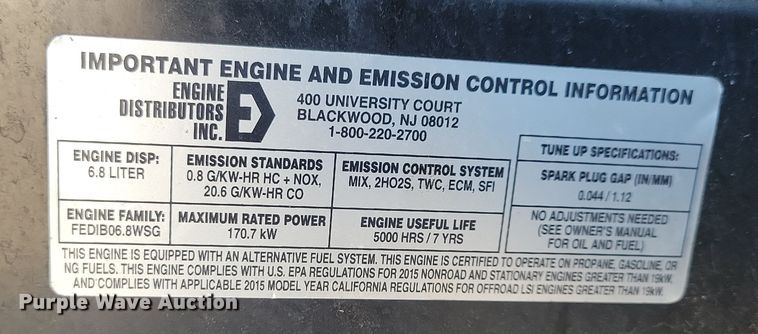 IMPORTANT ENGINE AND EMISSION CONTROL INFORMATION
ENGINE
DISTRIBUTORS
INC.
400 UNIVERSITY COURT
BLACKWOOD, NJ 08012
1-800-220-2700
ENGINE DISP:
6.8 LITER
EMISSION STANDARDS
0.8 G/KW-HR HC + NOX,
20.6 G/KW-HR CO
EMISSION CONTROL SYSTEM
MIX, 2HO2S, TWC, ECM, SFI
TUNE UP SPECIFICATIONS:
SPARK PLUG GAP (IN/MM)
0.044 / 1.12
ENGINE FAMILY:
FEDIB06.8WSG
MAXIMUM RATED POWER
170.7 kW
ENGINE USEFUL LIFE
5000 HRS / 7 YRS
NO ADJUSTMENTS NEEDED
(SEE OWNER'S MANUAL
FOR OIL AND FUEL)
THIS ENGINE IS EQUIPPED WITH AN ALTERNATIVE FUEL SYSTEM. THIS ENGINE IS CERTIFIED TO OPERATE ON PROPANE, GASOLINE, OR
NG FUELS. THIS ENGINE COMPLIES WITH U.S. EPA REGULATIONS FOR 2015 NONROAD AND STATIONARY ENGINES GREATER THAN 19kW.
AND COMPLIES WITH APPLICABLE 2015 MODEL YEAR CALIFORNIA REGULATIONS FOR OFFROAD LSI ENGINES GREATER THAN 19kW.
Purple Wave Auction